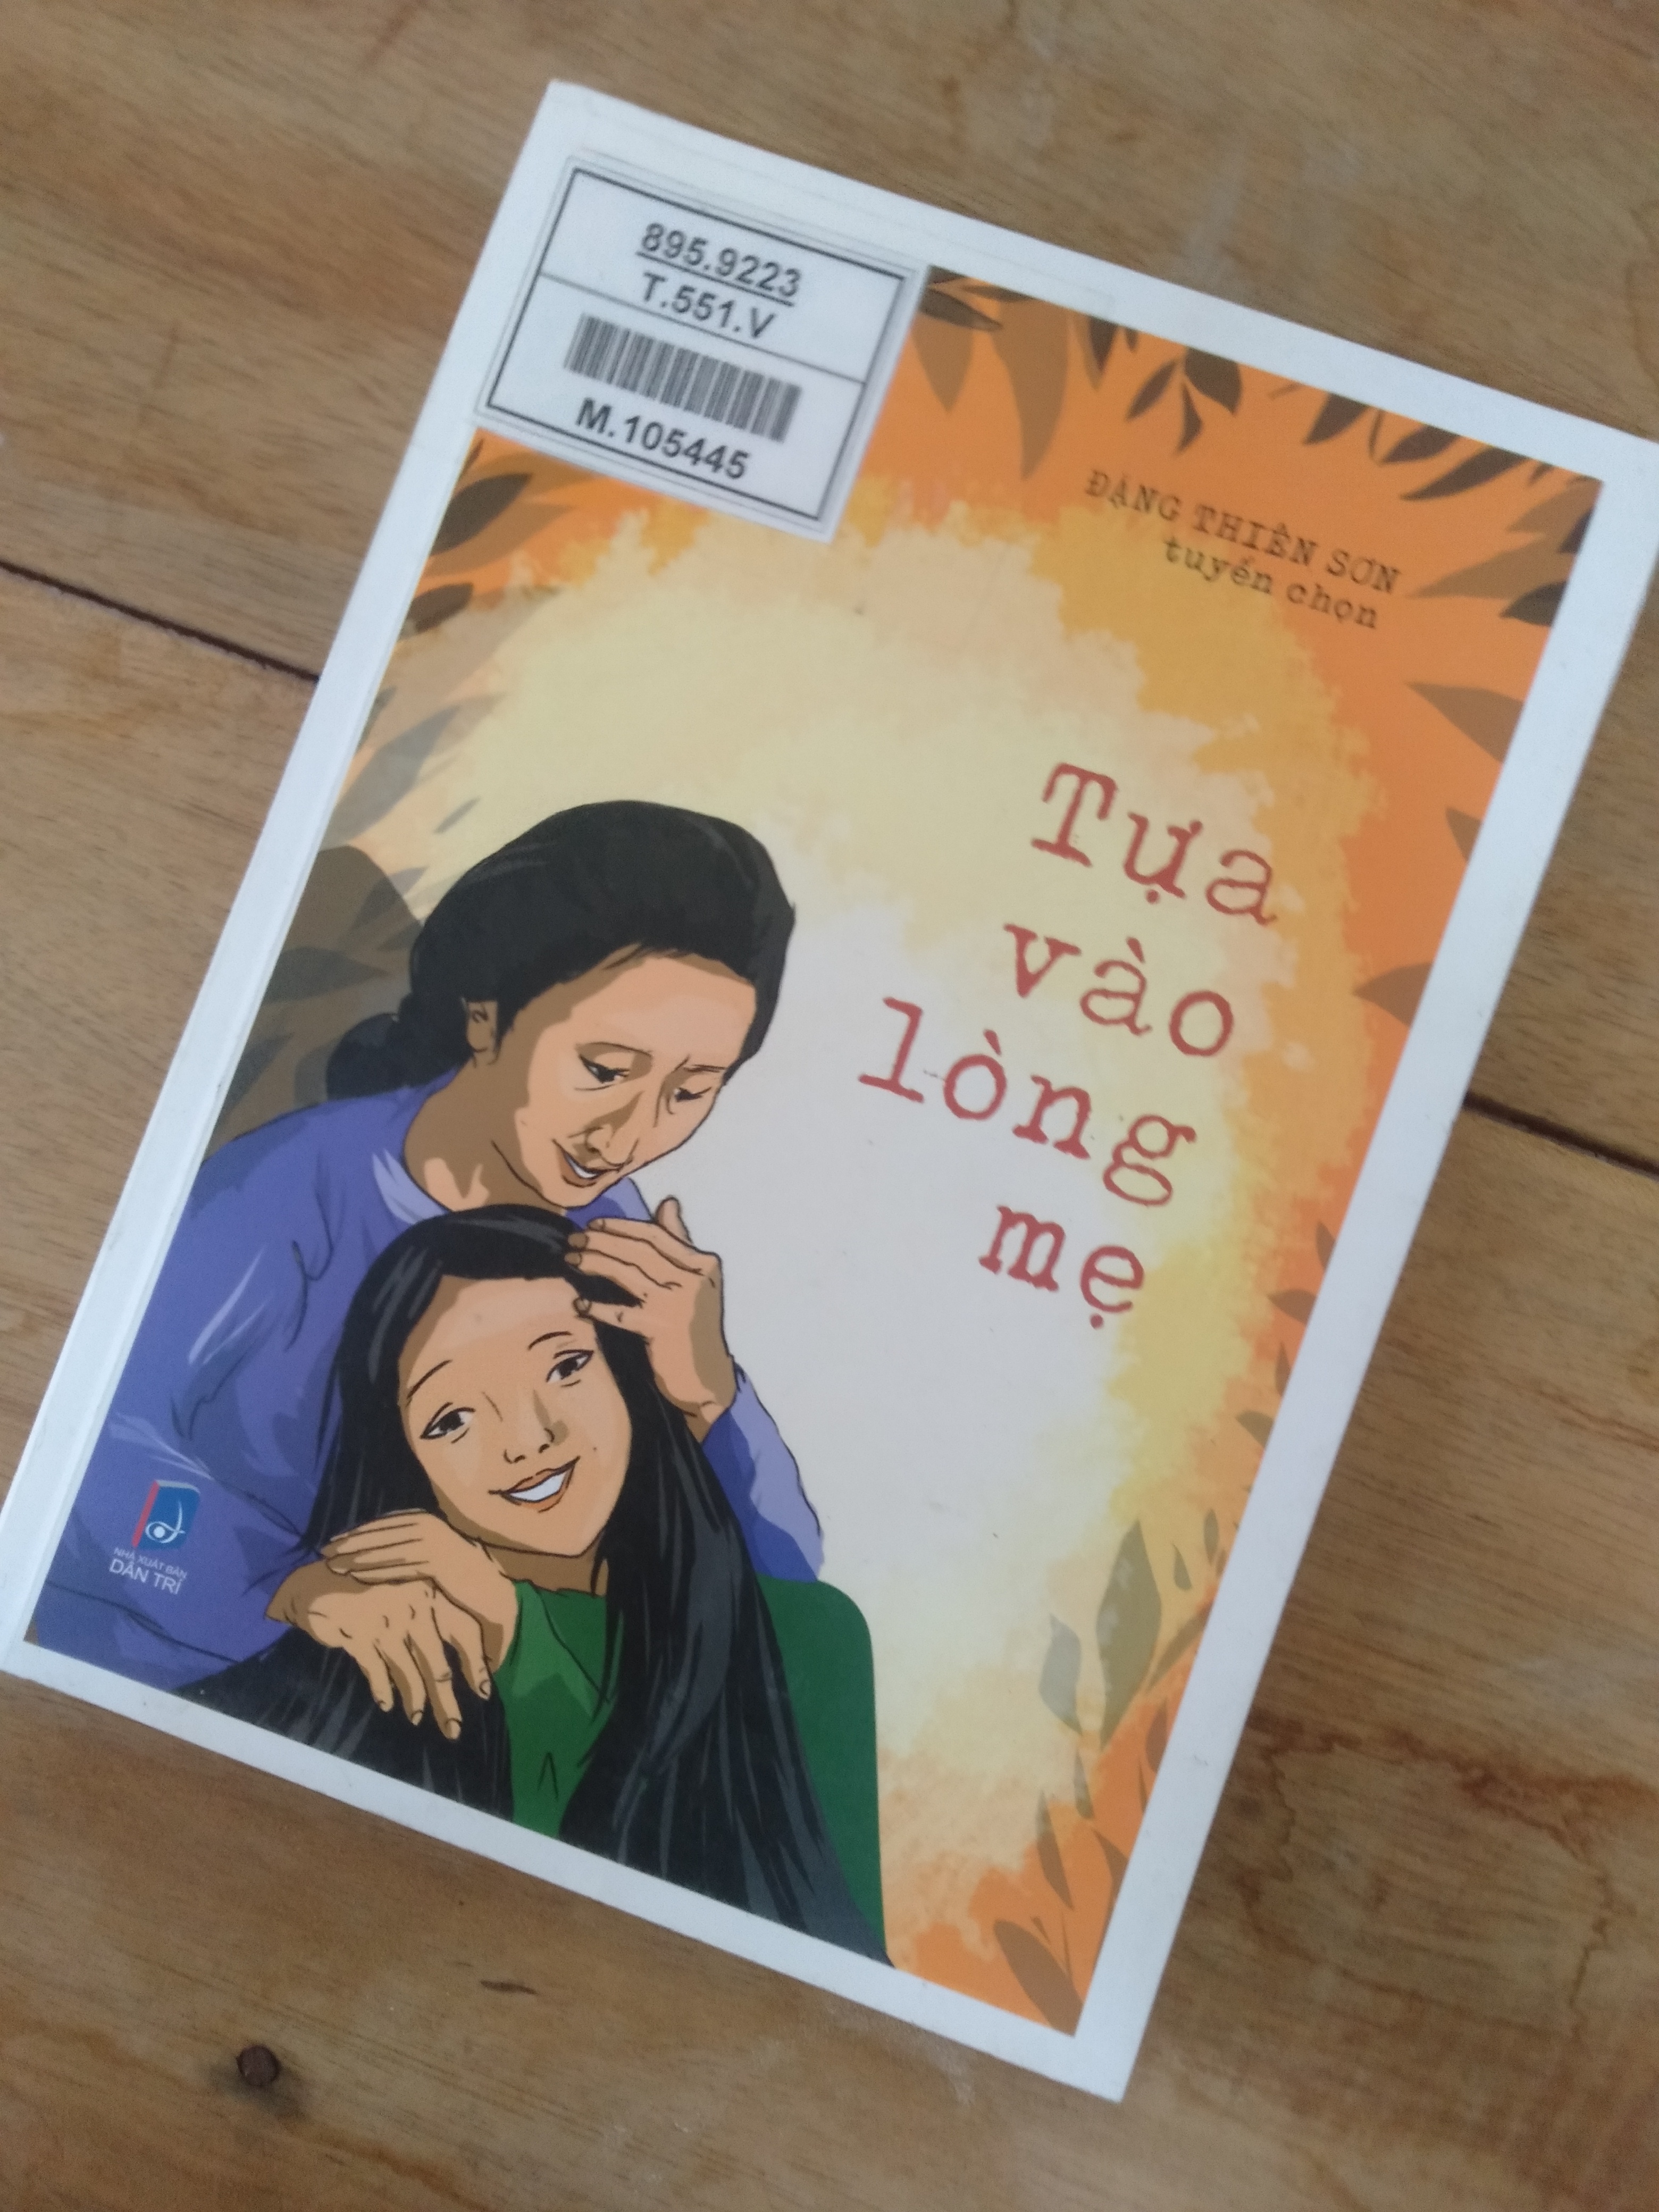 895.9223
T.551.V
M.105445
ĐẶNG THIÊN SƠN
tuyển chọn
Tựa
vào
lòng
mẹ
NHÀ XUẤT BẢN
DÂN TRÍ